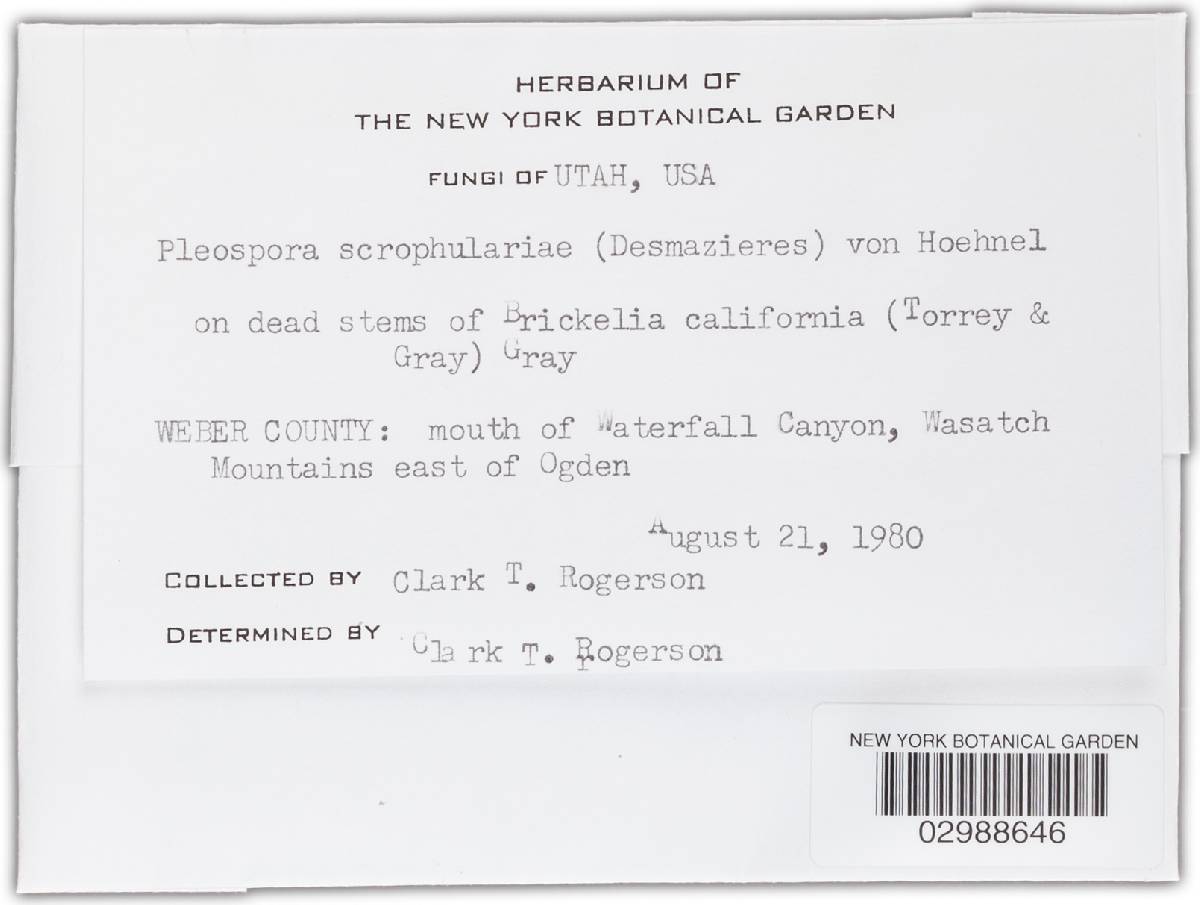 HERBARIUM OF
THE NEW YORK BOTANICAL GARDEN
FUNGI OF UTAH, USA
Pleospora scrophulariae (Desmazieres) von Hoehnel
on dead stems of Brickelia california (Torrey &
Gray) Gray
WEBER COUNTY: mouth of Waterfall Canyon, Wasatch
Mountains east of Ogden
August 21, 1980
COLLECTED BY Clark T. Rogerson
DETERMINED BY Clark T. Rogerson
NEW YORK BOTANICAL GARDEN
02988646